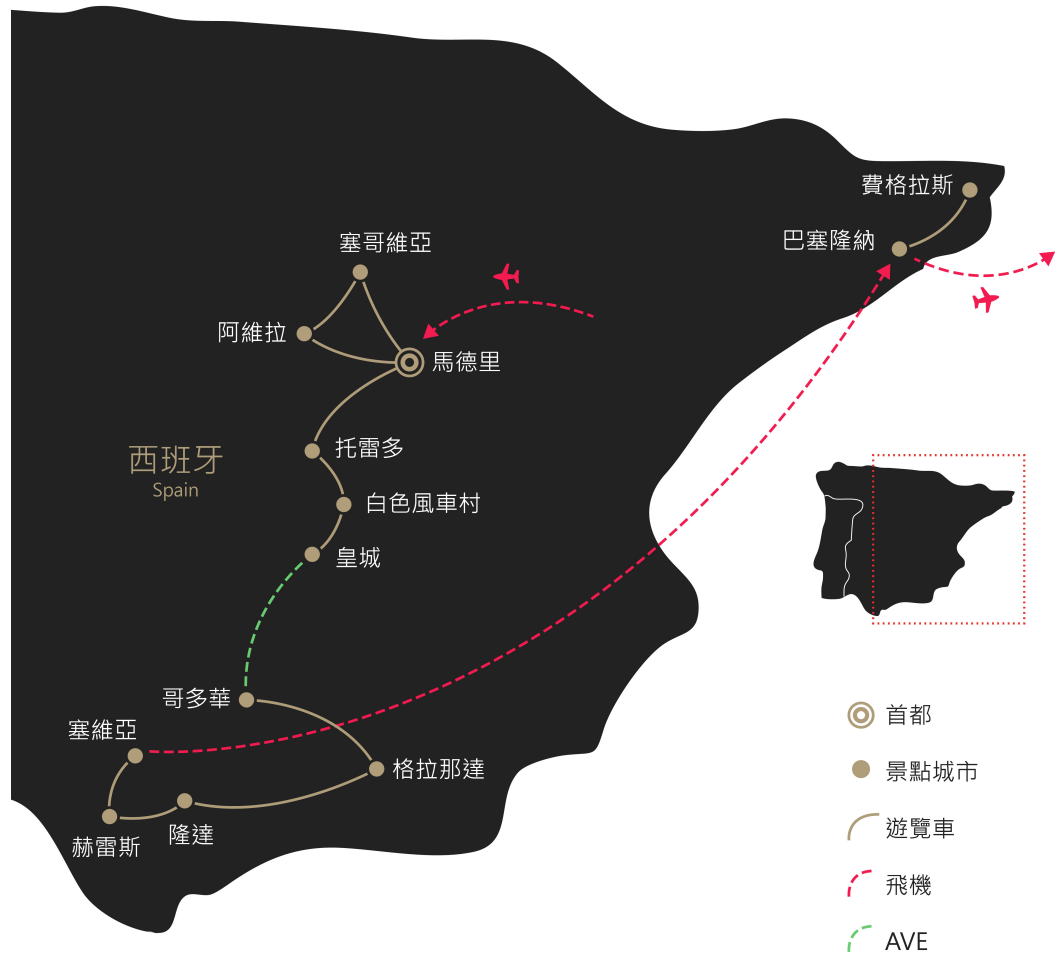 費格拉斯
巴塞隆納
塞哥維亞
阿維拉
馬德里
托雷多
西班牙
Spain
白色風車村
皇城
哥多華
塞維亞
格拉那達
隆達
赫雷斯
首都
景點城市
遊覽車
飛機
AVE